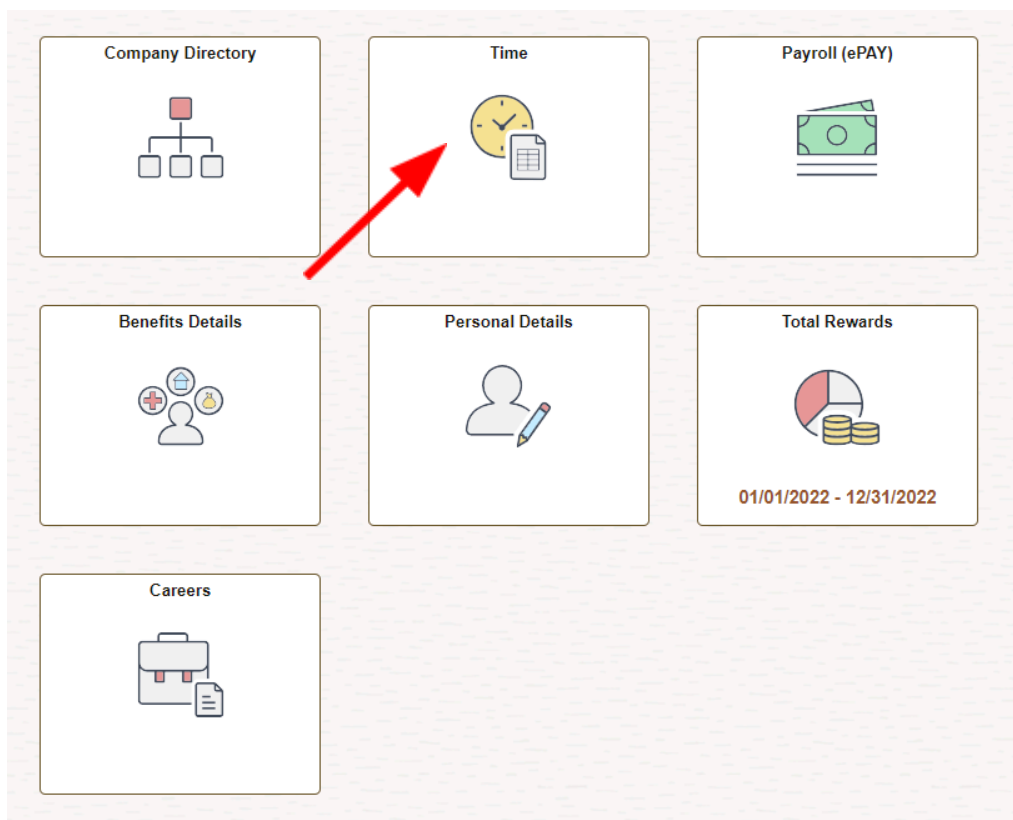 Company Directory
Time
Payroll (ePAY)
Benefits Details
Personal Details
Total Rewards
01/01/2022 - 12/31/2022
Careers